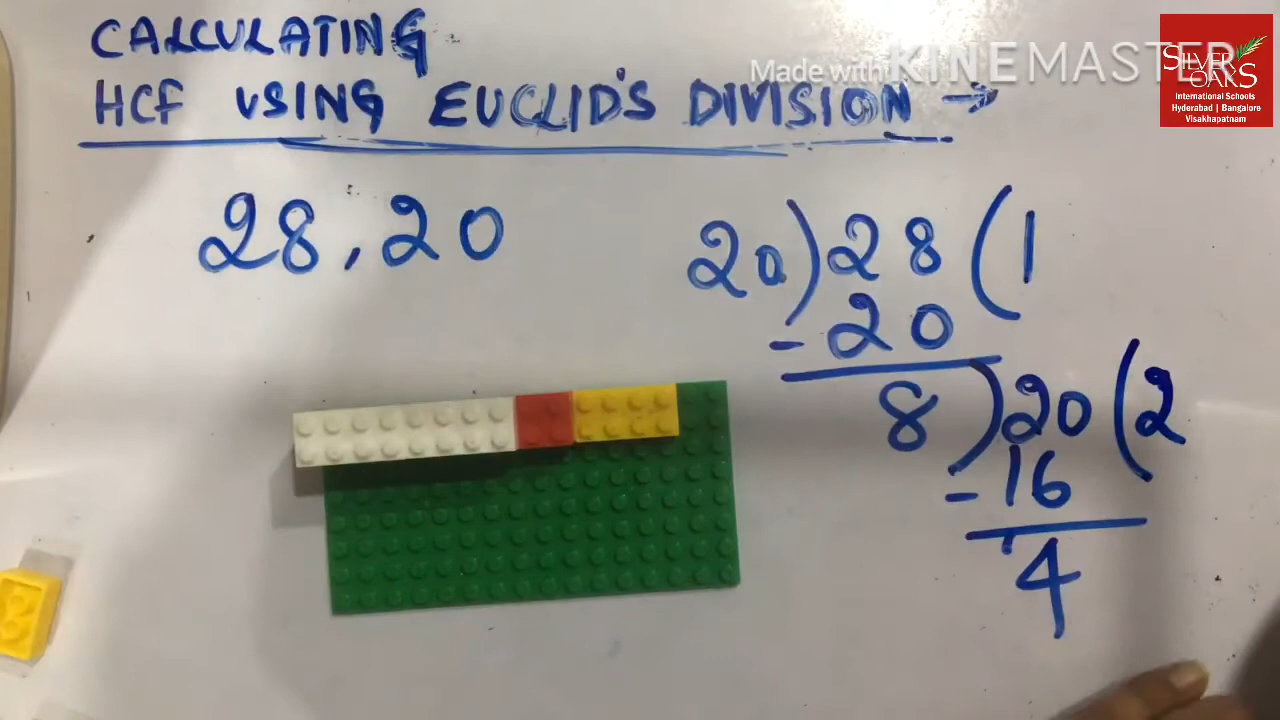 CALCULATING
HCF USING EUCLID'S DIVISION →
Made with KINEMASTER
SILVER
OAKS
International Schools
Hyderabad | Bangalore
Visakhapatnam
28, 20
20) 28 (1
- 20
8) 20 (2
- 16
4